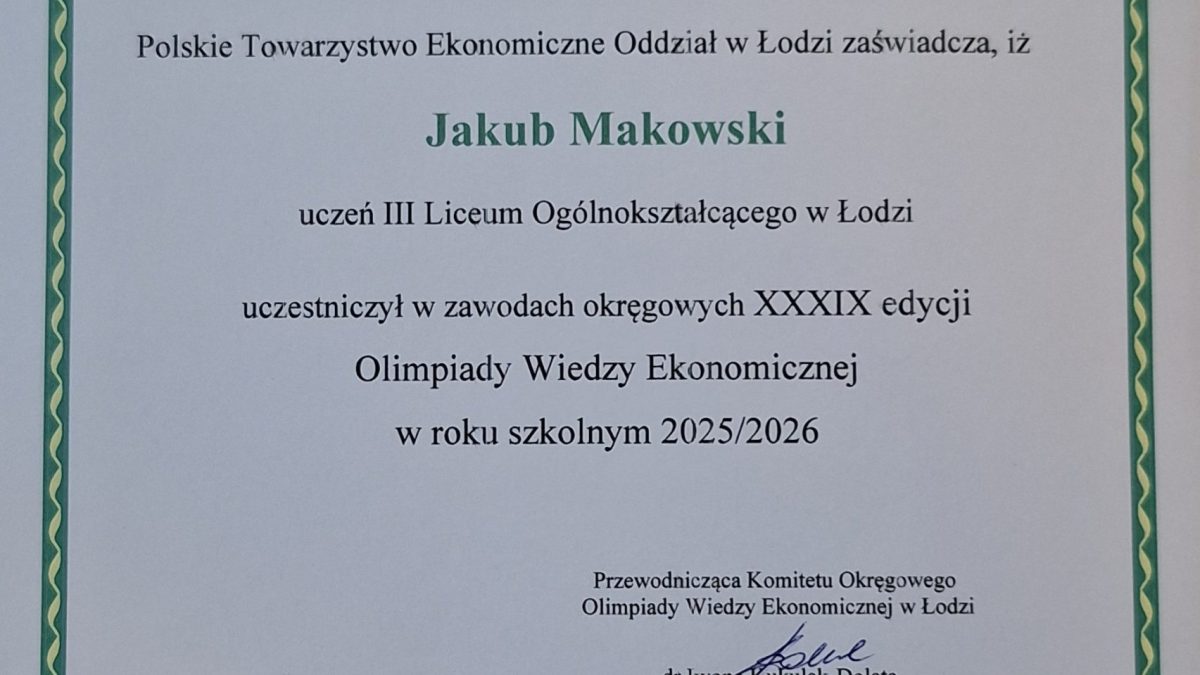 Polskie Towarzystwo Ekonomiczne Oddział w Łodzi zaświadcza, iż
Jakub Makowski
uczeń III Liceum Ogólnokształcącego w Łodzi
uczestniczył w zawodach okręgowych XXXIX edycji
Olimpiady Wiedzy Ekonomicznej
w roku szkolnym 2025/2026
Przewodnicząca Komitetu Okręgowego
Olimpiady Wiedzy Ekonomicznej w Łodzi